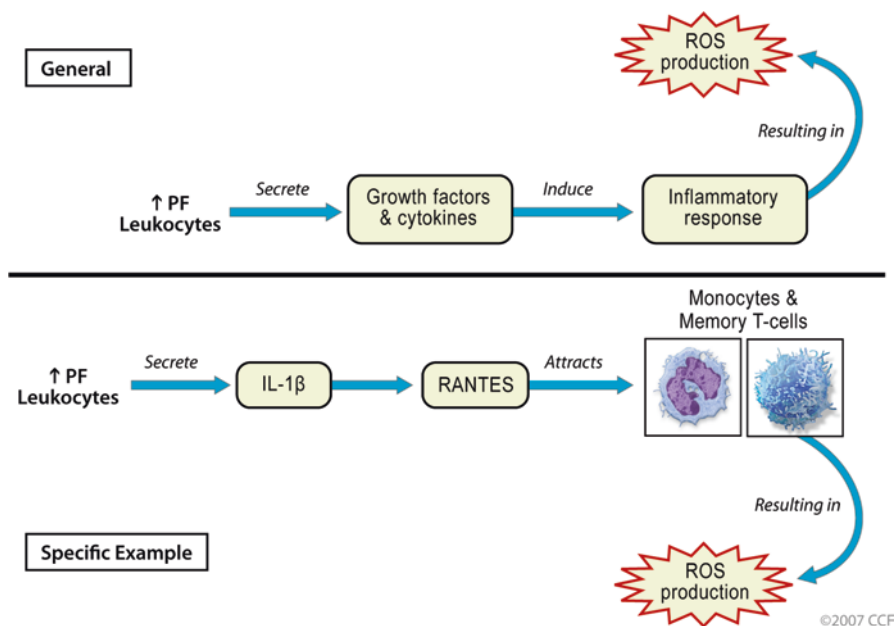 General
ROS
production
Resulting in
↑ PF
Leukocytes
Secrete
Growth factors
& cytokines
Induce
Inflammatory
response
Monocytes &
Memory T-cells
↑ PF
Leukocytes
Secrete
IL-1β
RANTES
Attracts
Resulting in
Specific Example
ROS
production
©2007 CCF